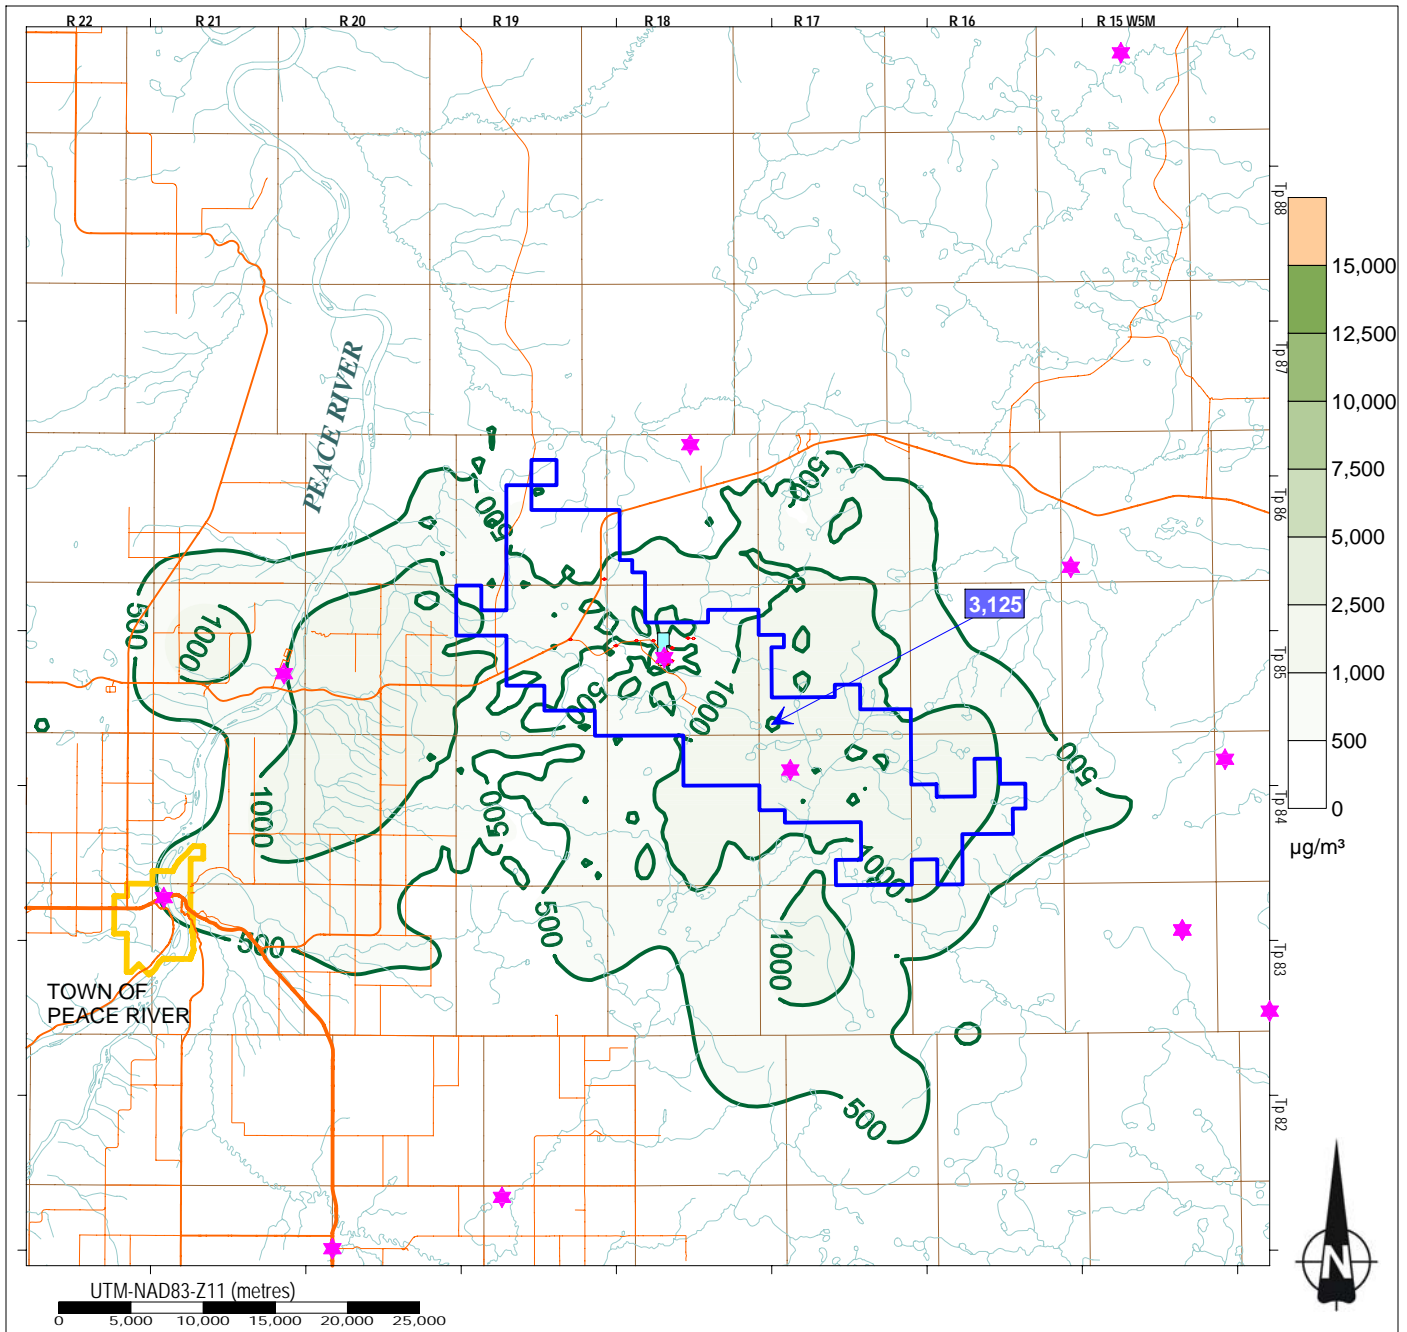 R 22 R 21 R 20 R 19 R 18 R 17 R 16 R 15 W5M
Tp 88
Tp 87
Tp 86
Tp 85
Tp 84
Tp 83
Tp 82
PEACE RIVER
500
500
500
1000
3,125
500
1000
500
1000
500
500
1000
500
500
1000
500
TOWN OF
PEACE RIVER
15,000
12,500
10,000
7,500
5,000
2,500
1,000
500
0
µg/m³
N
UTM-NAD83-Z11 (metres)
0 5,000 10,000 15,000 20,000 25,000